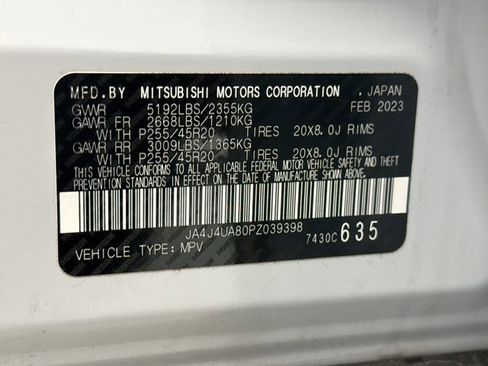 MFD.BY MITSUBISHI MOTORS CORPORATION . JAPAN
GVWR 5192LBS/2355KG FEB 2023
GAWR FR 2668LBS/1210KG
WITH P255/45R20 TIRES 20X8.0J RIMS
GAWR RR 3009LBS/1365KG
WITH P255/45R20 TIRES 20X8.0J RIMS
THIS VEHICLE CONFORMS TO ALL APPLICABLE FEDERAL MOTOR VEHICLE SAFETY AND THEFT
PREVENTION STANDARDS IN EFFECT ON THE DATE OF MANUFACTURE SHOWN ABOVE.
JA4J4UA80PZ039398
VEHICLE TYPE: MPV 7430C 635